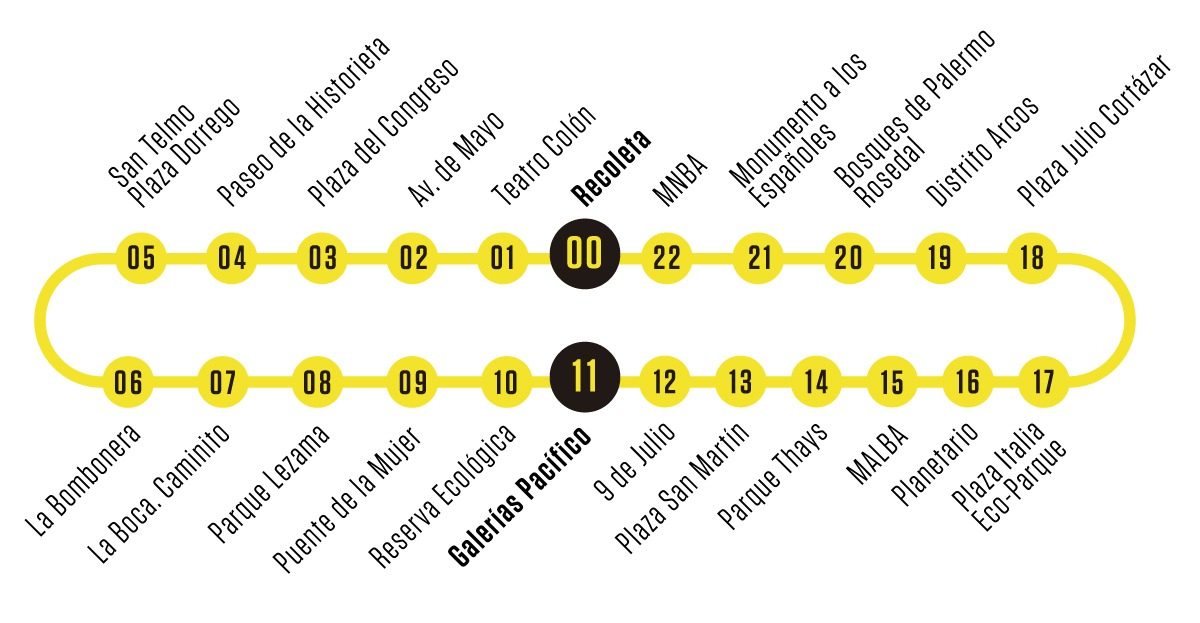 San Telmo
Plaza Dorrego
Paseo de la Historieta
Plaza del Congreso
Av. de Mayo
Teatro Colón
Recoleta
MNBA
Monumento a los
Españoles
Bosques de Palermo
Rosedal
Distrito Arcos
Plaza Julio Cortázar
05 04 03 02 01 00 22 21 20 19 18
06 07 08 09 10 11 12 13 14 15 16 17
La Bombonera
La Boca. Caminito
Parque Lezama
Puente de la Mujer
Reserva Ecológica
Galerías Pacífico
9 de Julio
Plaza San Martín
Parque Thays
MALBA
Planetario
Plaza Italia
Eco-Parque